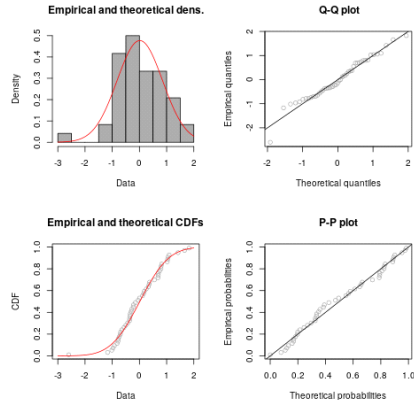 Empirical and theoretical dens.
Density
0.0 0.1 0.2 0.3 0.4 0.5
-3 -2 -1 0 1 2
Data
Q-Q plot
Empirical quantiles
-2 -1 0 1 2
-2 -1 0 1 2
Theoretical quantiles
Empirical and theoretical CDFs
CDF
0.0 0.2 0.4 0.6 0.8 1.0
-3 -2 -1 0 1 2
Data
P-P plot
Empirical probabilities
0.0 0.2 0.4 0.6 0.8 1.0
0.0 0.2 0.4 0.6 0.8 1.0
Theoretical probabilities